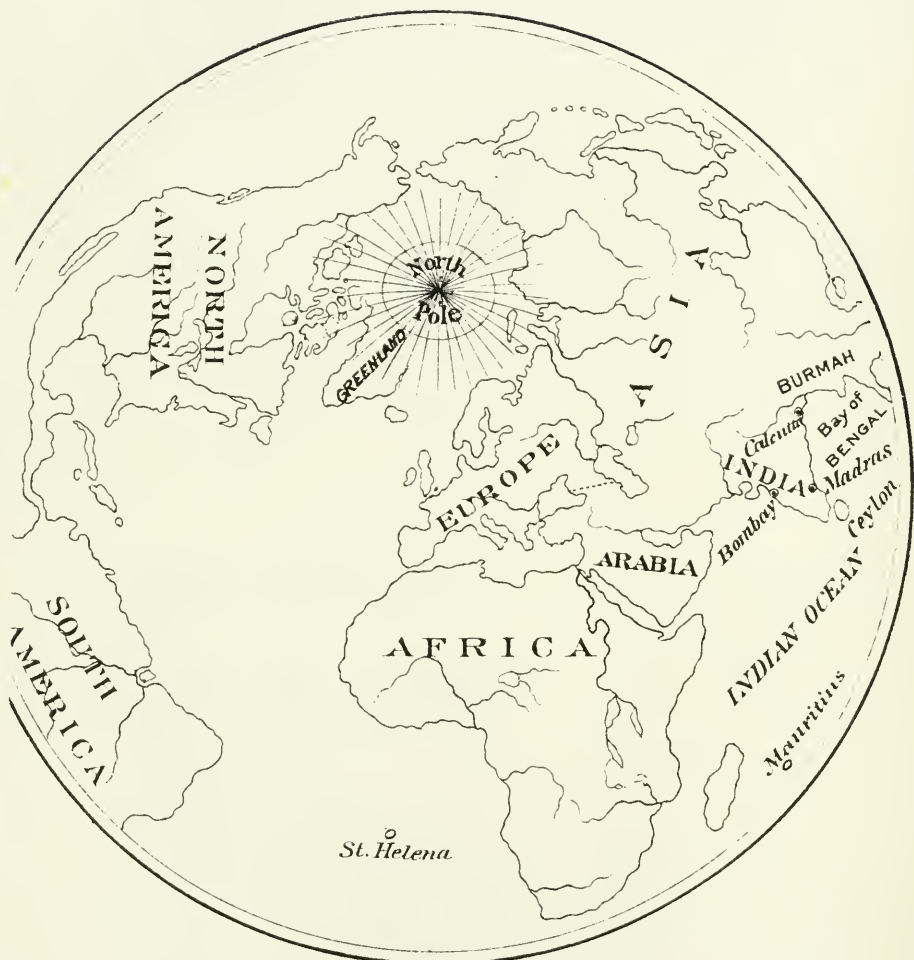 North
Pole
NORTH
AMERICA
GREENLAND
ASIA
BURMAH
Calcutta
Bay of
BENGAL
INDIA
Madras
EUROPE
Bombay
Ceylon
ARABIA
AFRICA
INDIAN OCEAN
SOUTH
AMERICA
Mauritius
St. Helena